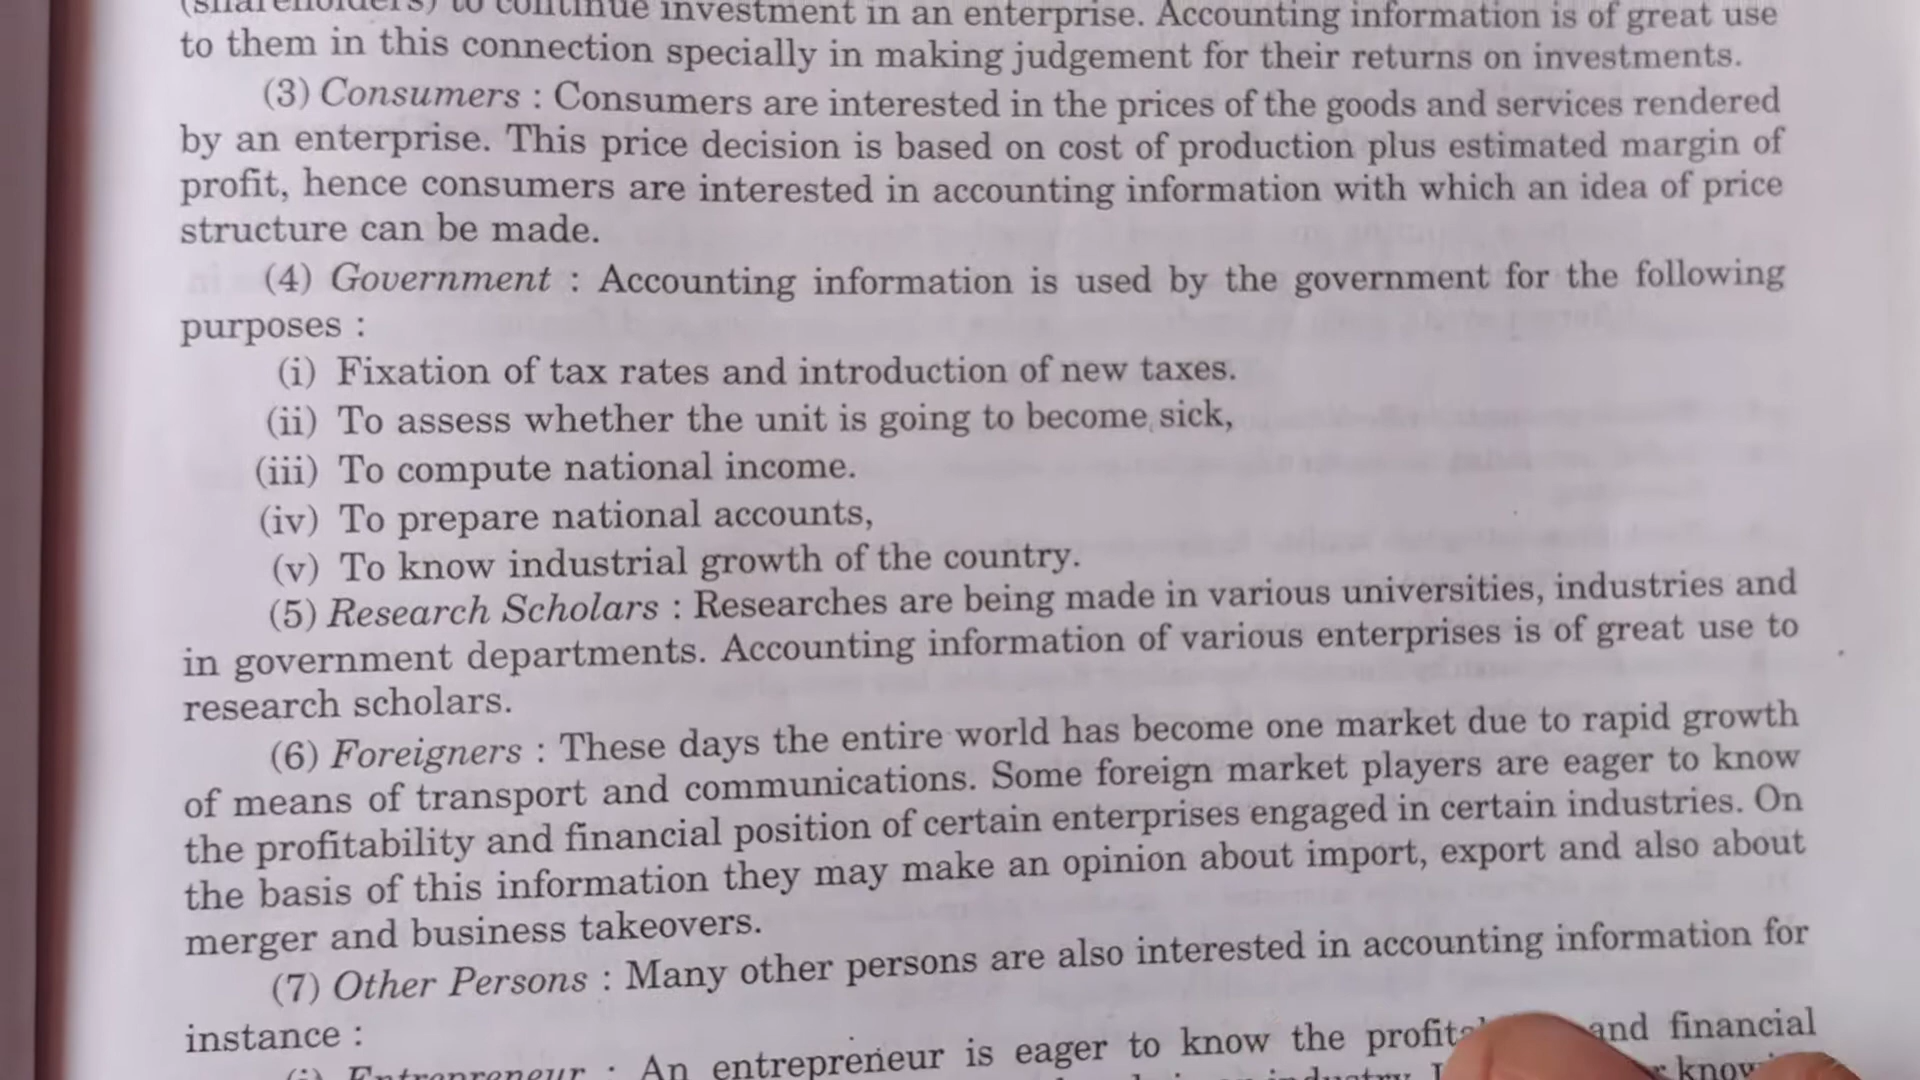 (shareholders) to continue investment in an enterprise. Accounting information is of great use
to them in this connection specially in making judgement for their returns on investments.
(3) Consumers : Consumers are interested in the prices of the goods and services rendered
by an enterprise. This price decision is based on cost of production plus estimated margin of
profit, hence consumers are interested in accounting information with which an idea of price
structure can be made.
(4) Government : Accounting information is used by the government for the following
purposes :
(i) Fixation of tax rates and introduction of new taxes.
(ii) To assess whether the unit is going to become sick,
(iii) To compute national income.
(iv) To prepare national accounts,
(v) To know industrial growth of the country.
(5) Research Scholars : Researches are being made in various universities, industries and
in government departments. Accounting information of various enterprises is of great use to
research scholars.
(6) Foreigners : These days the entire world has become one market due to rapid growth
of means of transport and communications. Some foreign market players are eager to know
the profitability and financial position of certain enterprises engaged in certain industries. On
the basis of this information they may make an opinion about import, export and also about
merger and business takeovers.
(7) Other Persons : Many other persons are also interested in accounting information for
instance :
(i) Entrepreneur : An entrepreneur is eager to know the and financial